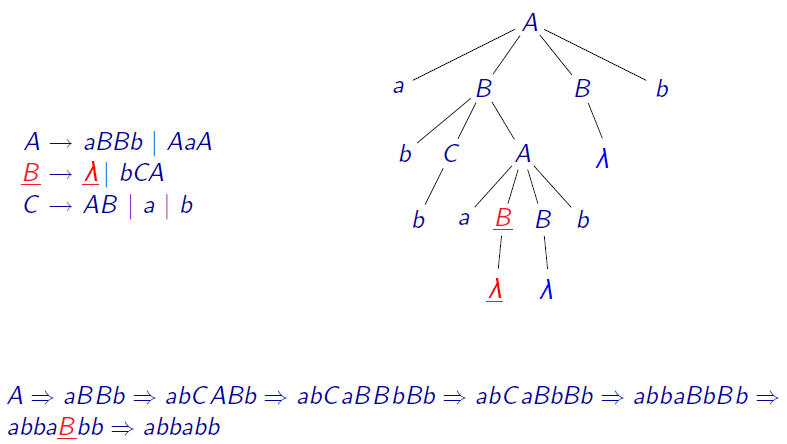 A
a B B b
A → aBBb | AaA
b C A λ
B → λ | bCA
C → AB | a | b
b a B B b
λ λ
A ⇒ aBBb ⇒ abCABb ⇒ abCaBBbBb ⇒ abCaBbBb ⇒ abbaBbBb ⇒
abbaBbb ⇒ abbabb